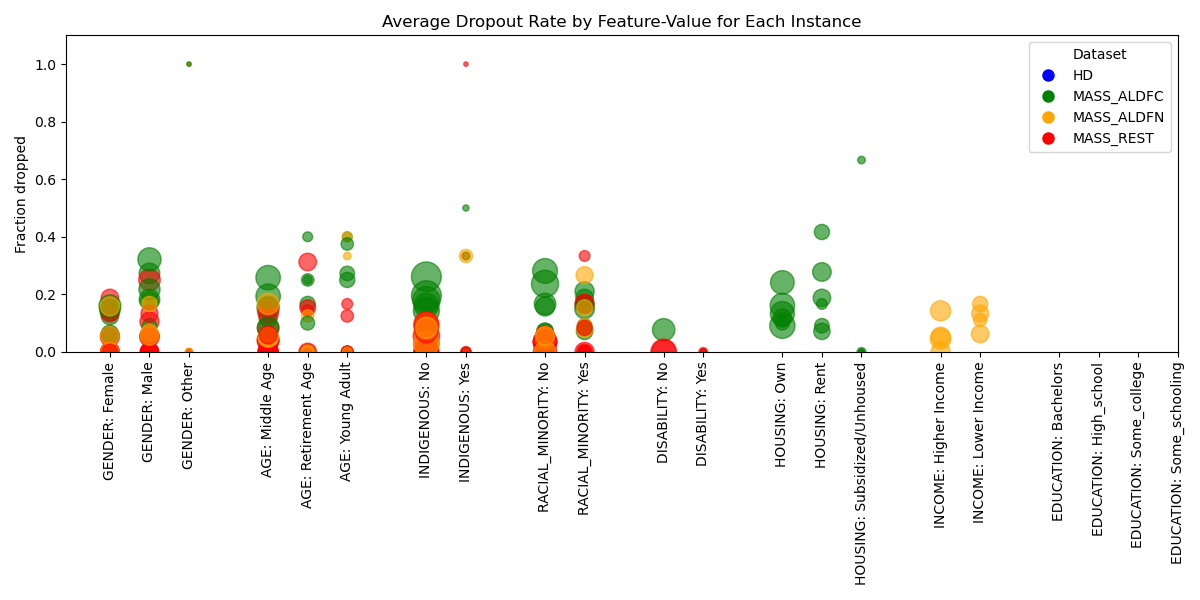 Average Dropout Rate by Feature-Value for Each Instance
Fraction dropped
1.0
0.8
0.6
0.4
0.2
0.0
Dataset
HD
MASS_ALDFC
MASS_ALDFN
MASS_REST
GENDER: Female
GENDER: Male
GENDER: Other
AGE: Middle Age
AGE: Retirement Age
AGE: Young Adult
INDIGENOUS: No
INDIGENOUS: Yes
RACIAL_MINORITY: No
RACIAL_MINORITY: Yes
DISABILITY: No
DISABILITY: Yes
HOUSING: Own
HOUSING: Rent
HOUSING: Subsidized/Unhoused
INCOME: Higher Income
INCOME: Lower Income
EDUCATION: Bachelors
EDUCATION: High_school
EDUCATION: Some_college
EDUCATION: Some_schooling